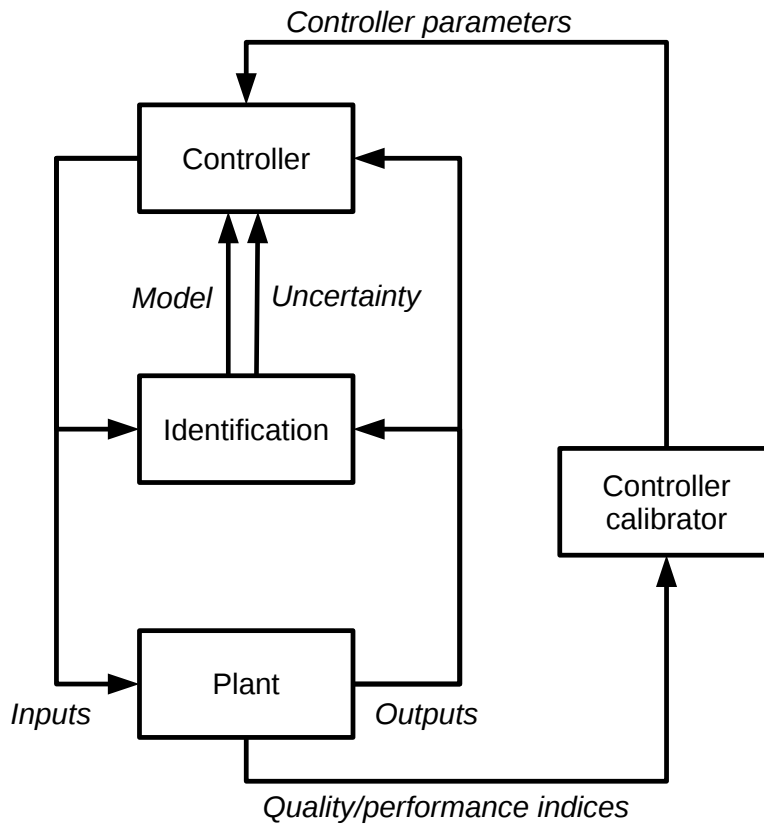 Controller parameters
Controller
Model
Uncertainty
Identification
Controller
calibrator
Plant
Inputs
Outputs
Quality/performance indices